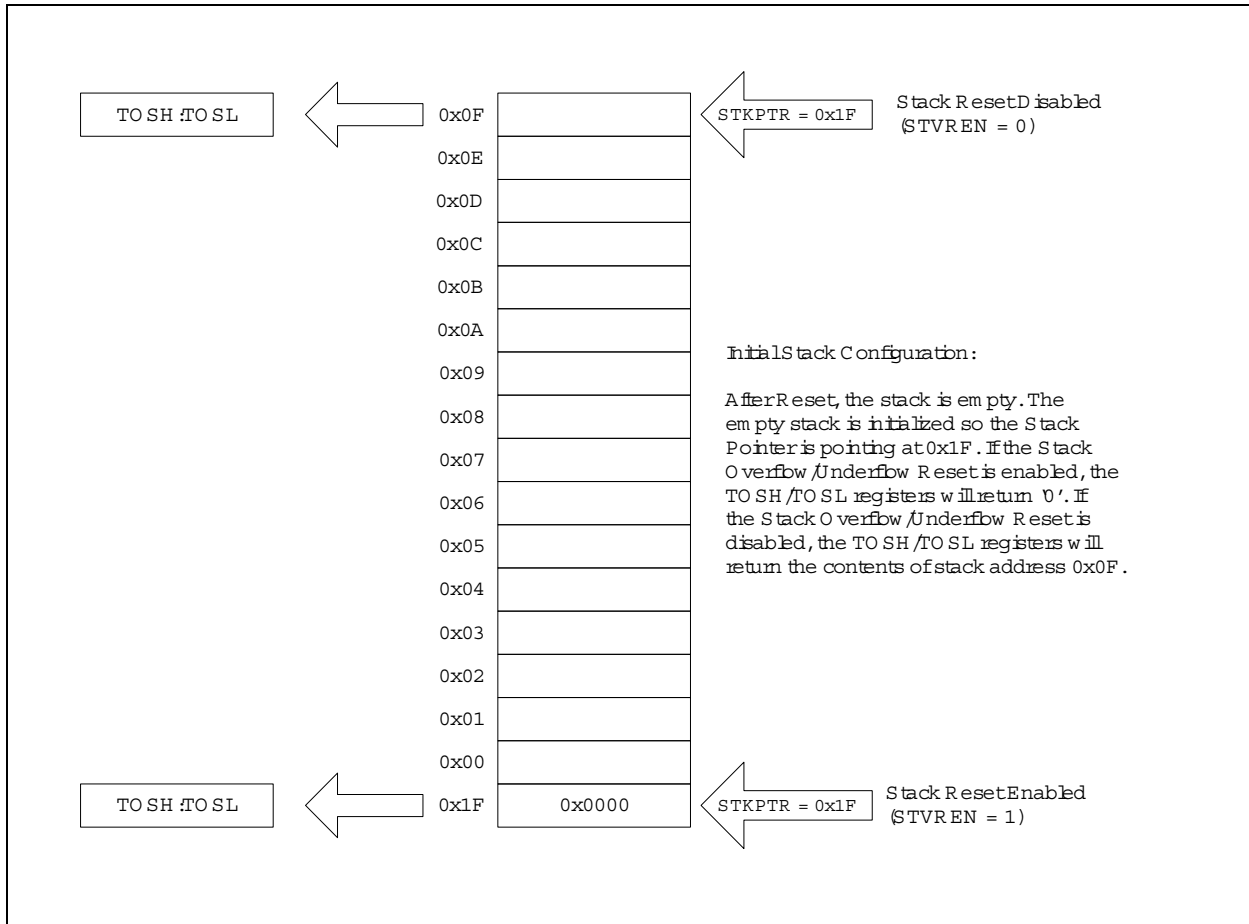 TOSH:TOSL
0x0F
STKPTR = 0x1F
Stack Reset Disabled
(STVREN = 0)
0x0E
0x0D
0x0C
0x0B
0x0A
0x09
0x08
0x07
0x06
0x05
0x04
0x03
0x02
0x01
0x00
Initial Stack Configuration:
After Reset, the stack is empty. The
empty stack is initialized so the Stack
Pointer is pointing at 0x1F. If the Stack
Overflow/Underflow Reset is enabled, the
TOSH/TOSL registers will return '0'. If
the Stack Overflow/Underflow Reset is
disabled, the TOSH/TOSL registers will
return the contents of stack address 0x0F.
TOSH:TOSL
0x1F
0x0000
STKPTR = 0x1F
Stack Reset Enabled
(STVREN = 1)